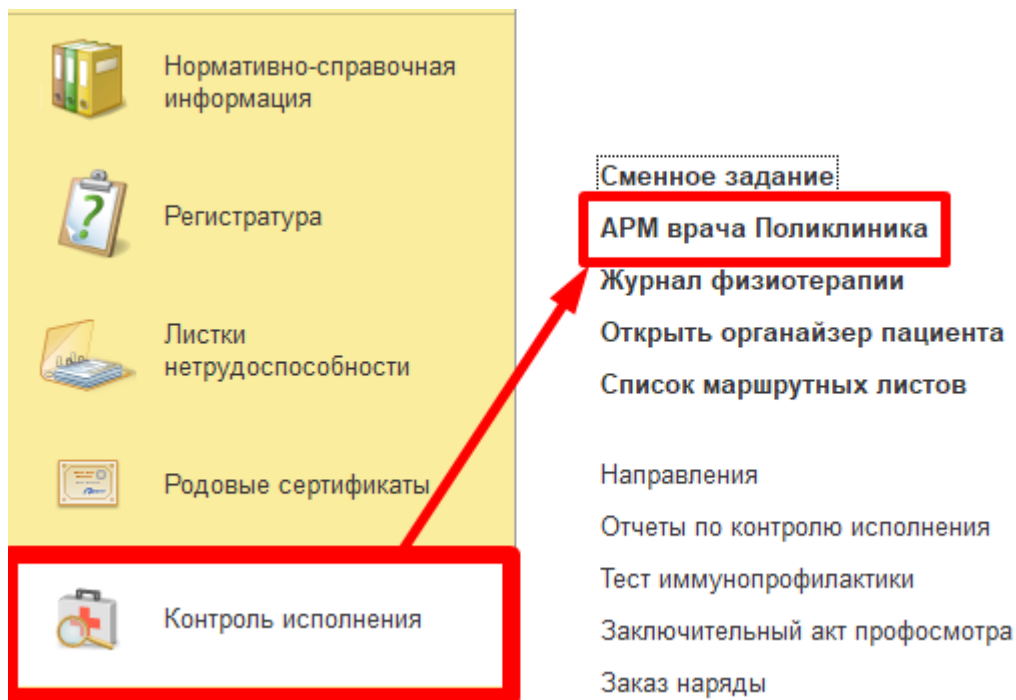 Нормативно-справочная
информация
Регистратура
Листки
нетрудоспособности
Родовые сертификаты
Контроль исполнения
Сменное задание
АРМ врача Поликлиника
Журнал физиотерапии
Открыть органайзер пациента
Список маршрутных листов
Направления
Отчеты по контролю исполнения
Тест иммунопрофилактики
Заключительный акт профосмотра
Заказ наряды